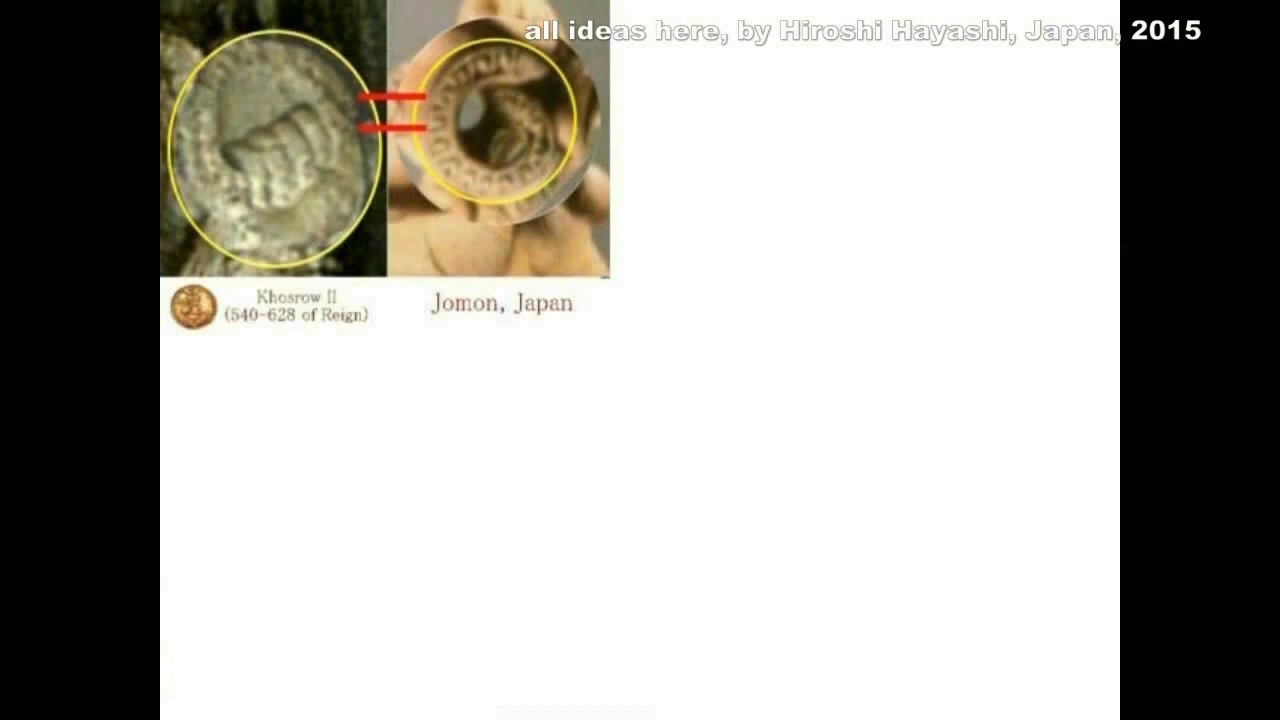 all ideas here, by Hiroshi Hayashi, Japan, 2015
Khosrow II
(540-628 of Reign)
Jomon, Japan